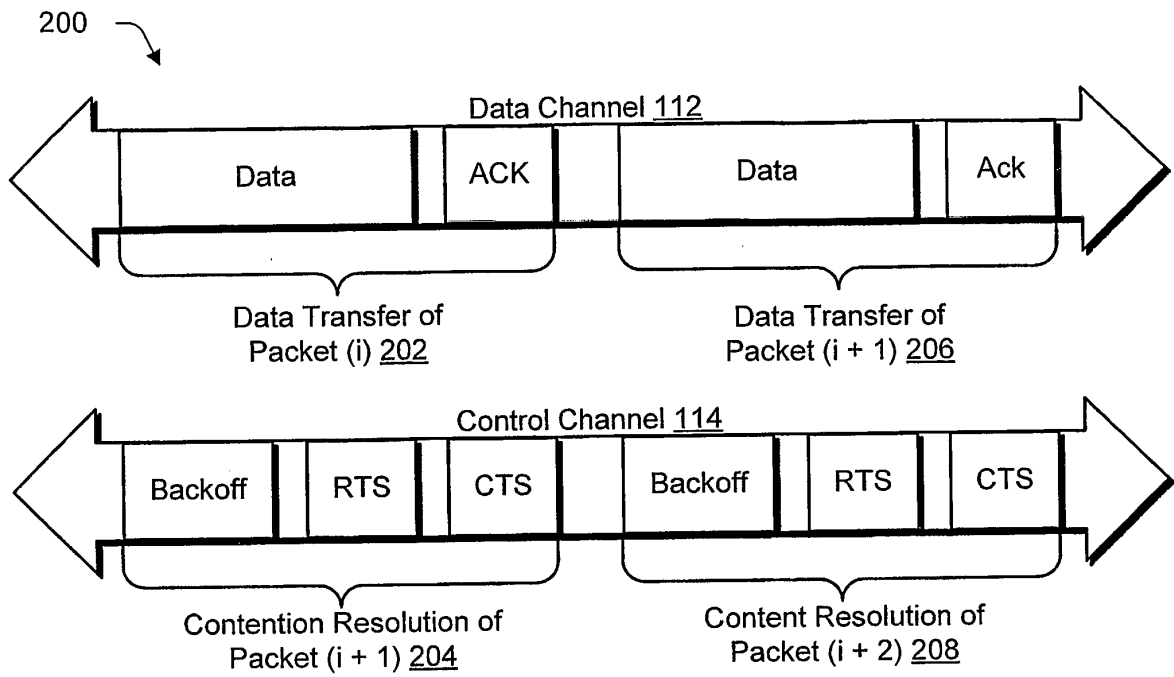 200
Data Channel 112
Data
ACK
Data
Ack
Data Transfer of
Packet (i) 202
Data Transfer of
Packet (i + 1) 206
Control Channel 114
Backoff
RTS
CTS
Backoff
RTS
CTS
Contention Resolution of
Packet (i + 1) 204
Content Resolution of
Packet (i + 2) 208